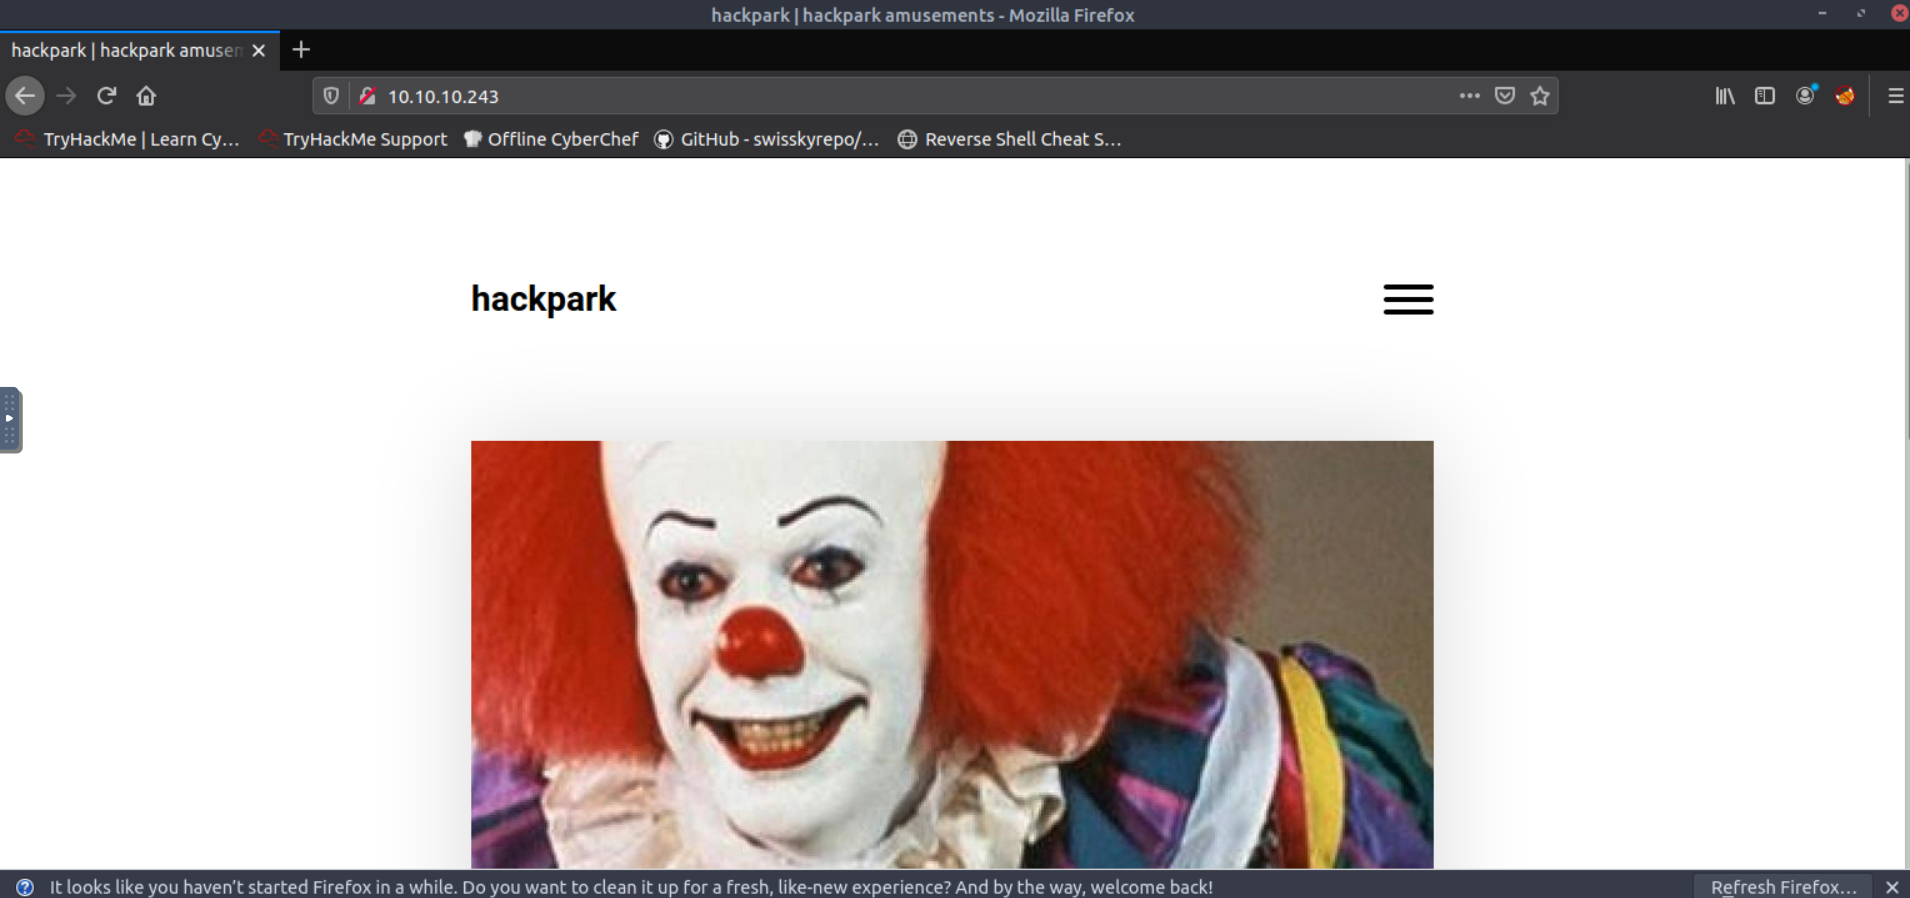 hackpark | hackpark amusements - Mozilla Firefox
hackpark | hackpark amusem
10.10.10.243
TryHackMe | Learn Cy… TryHackMe Support Offline CyberChef GitHub - swisskyrepo/… Reverse Shell Cheat S…
hackpark
It looks like you haven’t started Firefox in a while. Do you want to clean it up for a fresh, like-new experience? And by the way, welcome back! Refresh Firefox…